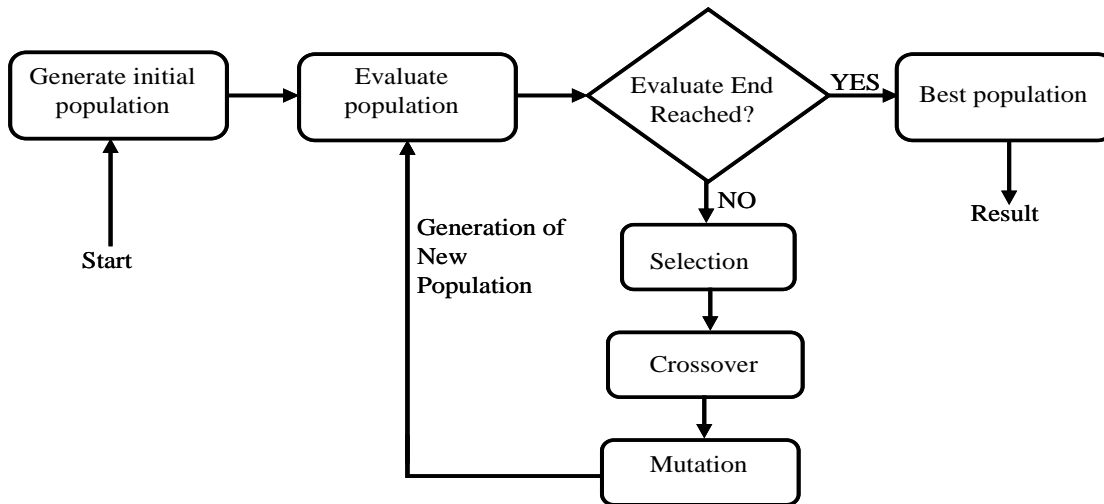 Generate initial
population
Evaluate
population
Evaluate End
Reached?
YES
Best population
NO
Result
Start
Generation of
New
Population
Selection
Crossover
Mutation